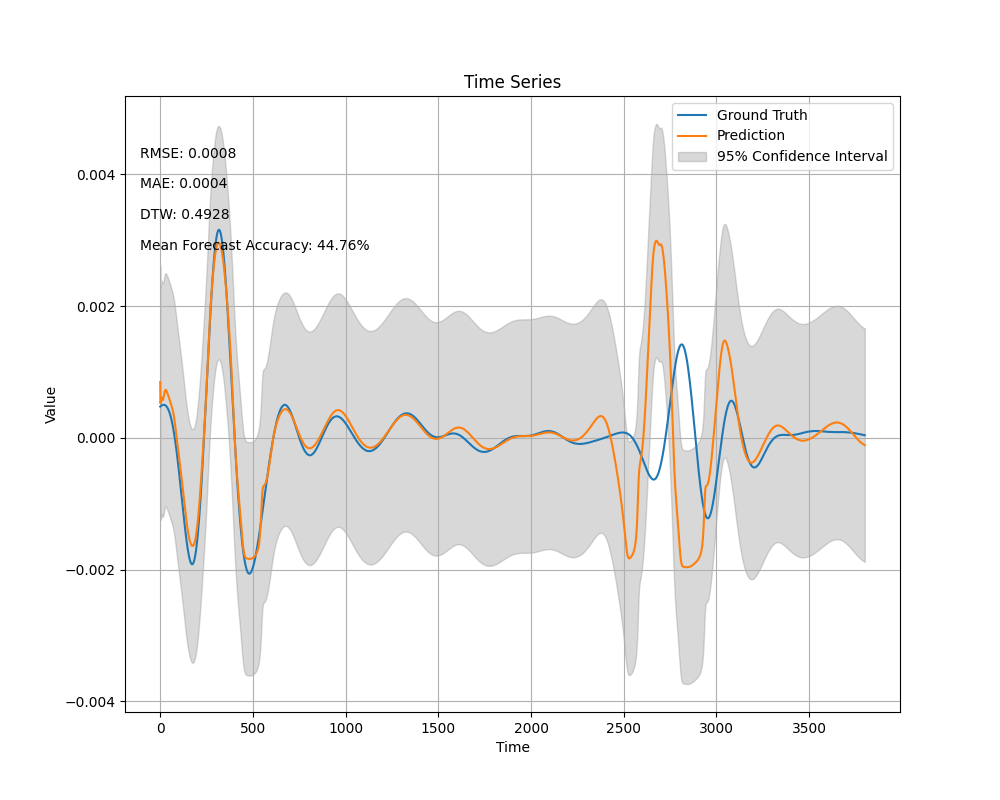 Time Series
Ground Truth
Prediction
95% Confidence Interval
RMSE: 0.0008
MAE: 0.0004
DTW: 0.4928
Mean Forecast Accuracy: 44.76%
Value
0.004
0.002
0.000
−0.002
−0.004
0 500 1000 1500 2000 2500 3000 3500
Time